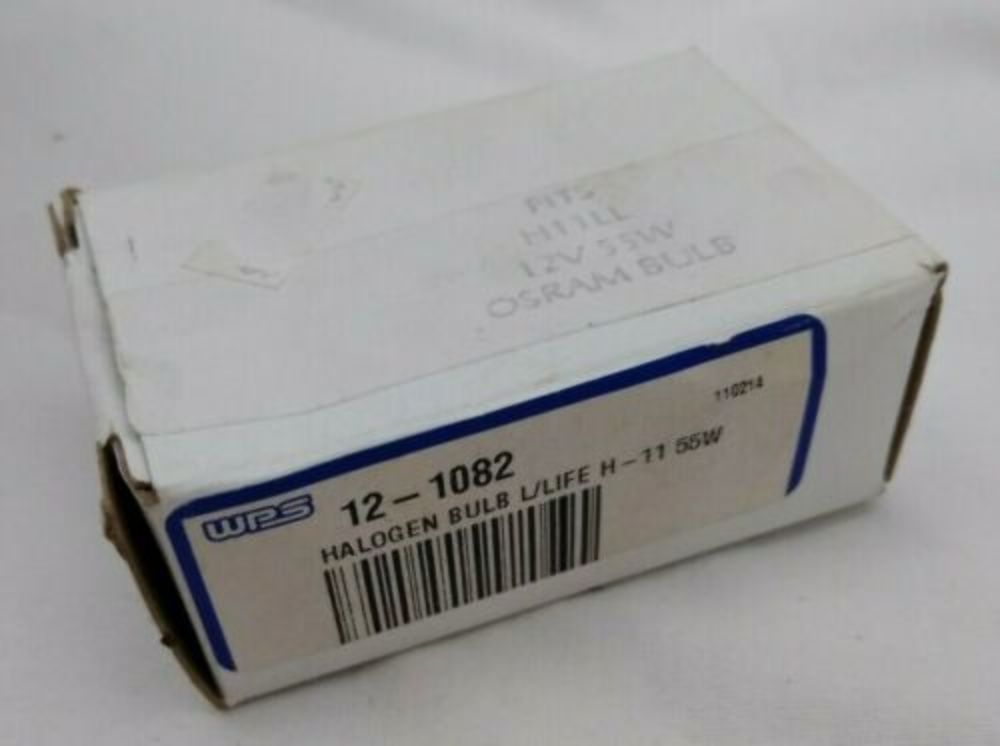 FITS
H11LL
12V 55W
OSRAM BULB
110214
WPS 12-1082
HALOGEN BULB L/LIFE H-11 55W